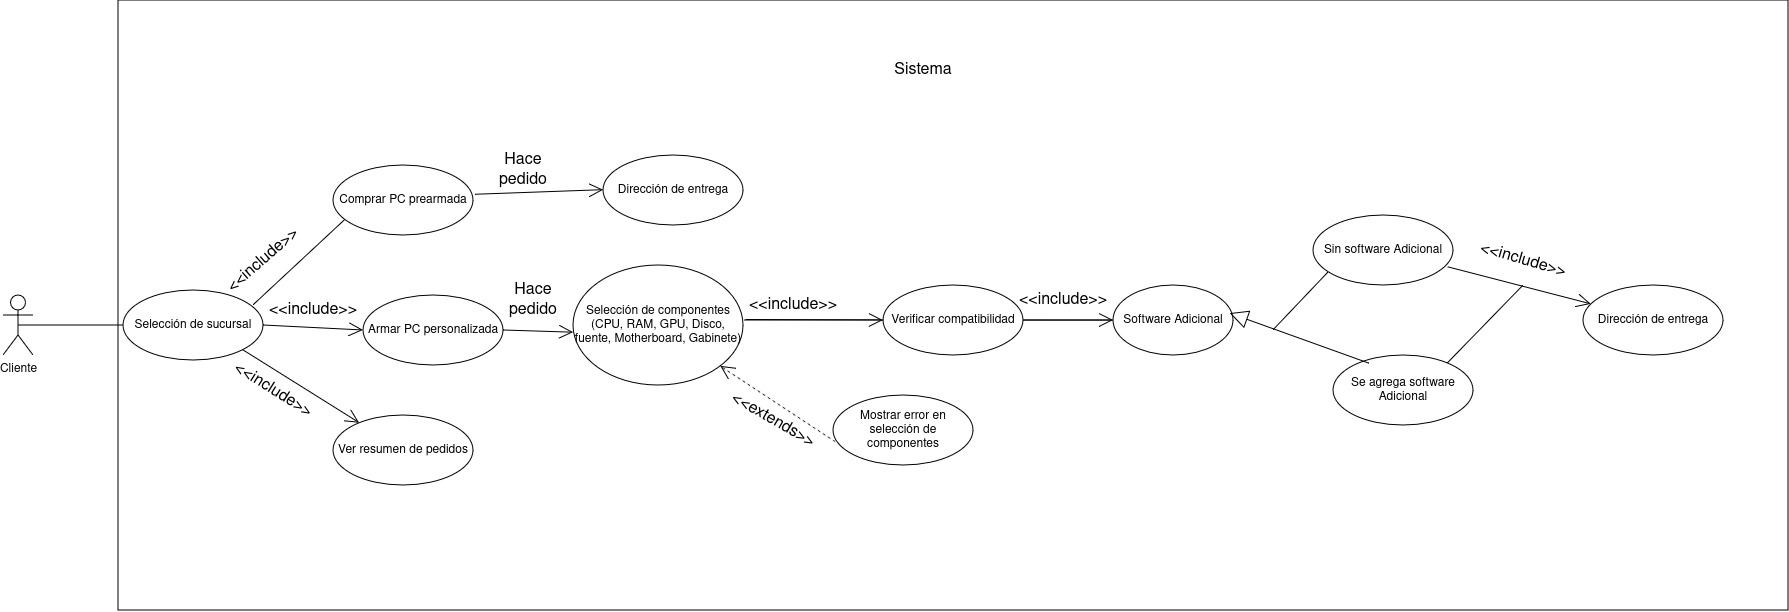 Sistema
Hace
pedido
Comprar PC prearmada
Dirección de entrega
<<include>>
Selección de sucursal
<<include>>
Armar PC personalizada
Hace
pedido
Selección de componentes
(CPU, RAM, GPU, Disco,
fuente, Motherboard, Gabinete)
<<include>>
Verificar compatibilidad
<<include>>
Software Adicional
Sin software Adicional
<<include>>
Dirección de entrega
Se agrega software
Adicional
Cliente
<<include>>
Ver resumen de pedidos
<<extends>>
Mostrar error en
selección de
componentes